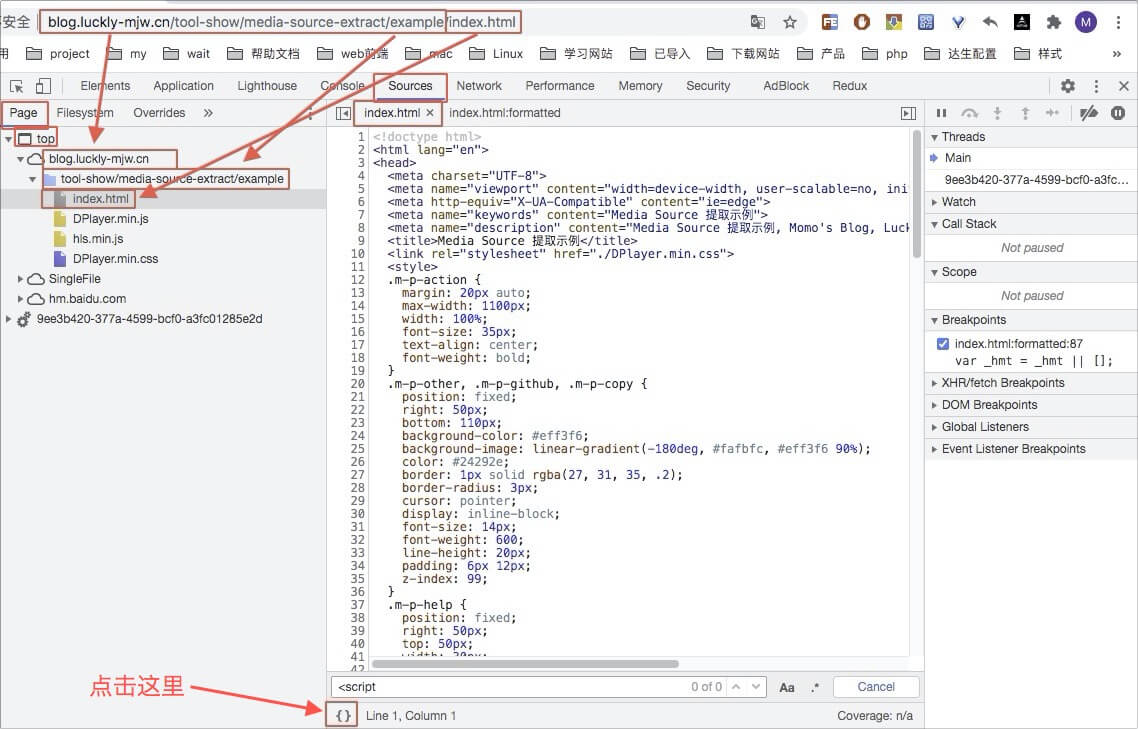 不安全 blog.luckly-mjw.cn/tool-show/media-source-extract/example/index.html M
用 project my wait 帮助文档 web前端 mac Linux 学习网站 已导入 下载网站 产品 php 达生配置 样式 »
Elements Application Lighthouse Console Sources Network Performance Memory Security AdBlock Redux
Page Filesystem Overrides »
top
blog.luckly-mjw.cn
tool-show/media-source-extract/example
index.html
DPlayer.min.js
hls.min.js
DPlayer.min.css
SingleFile
hm.baidu.com
9ee3b420-377a-4599-bcf0-a3fc01285e2d
index.html × index.html:formatted
1 <!doctype html>
2 <html lang="en">
3 <head>
4 <meta charset="UTF-8">
5 <meta name="viewport" content="width=device-width, user-scalable=no, ini
6 <meta http-equiv="X-UA-Compatible" content="ie=edge">
7 <meta name="keywords" content="Media Source 提取示例">
8 <meta name="description" content="Media Source 提取示例, Momo's Blog, Luck
9 <title>Media Source 提取示例</title>
10 <link rel="stylesheet" href="./DPlayer.min.css">
11 <style>
12 .m-p-action {
13 margin: 20px auto;
14 max-width: 1100px;
15 width: 100%;
16 font-size: 35px;
17 text-align: center;
18 font-weight: bold;
19 }
20 .m-p-other, .m-p-github, .m-p-copy {
21 position: fixed;
22 right: 50px;
23 bottom: 110px;
24 background-color: #eff3f6;
25 background-image: linear-gradient(-180deg, #fafbfc, #eff3f6 90%);
26 color: #24292e;
27 border: 1px solid rgba(27, 31, 35, .2);
28 border-radius: 3px;
29 cursor: pointer;
30 display: inline-block;
31 font-size: 14px;
32 font-weight: 600;
33 line-height: 20px;
34 padding: 6px 12px;
35 z-index: 99;
36 }
37 .m-p-help {
38 position: fixed;
39 right: 50px;
40 top: 50px;
41 width: 30px;
42
<script 0 of 0 Aa .* Cancel
点击这里
{} Line 1, Column 1 Coverage: n/a
Threads
Main
9ee3b420-377a-4599-bcf0-a3fc...
Watch
Call Stack
Not paused
Scope
Not paused
Breakpoints
index.html:formatted:87
var _hmt = _hmt || [];
XHR/fetch Breakpoints
DOM Breakpoints
Global Listeners
Event Listener Breakpoints